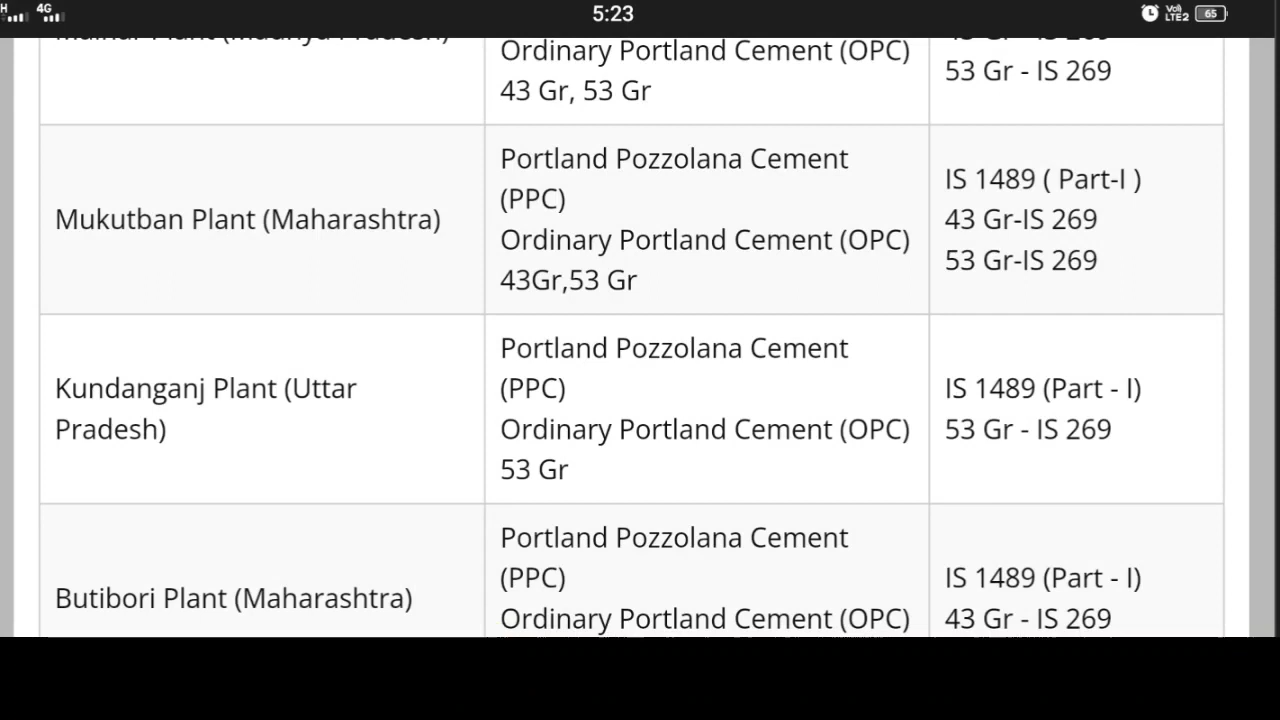 H 4G 5:23 VoLTE2 65
Ordinary Portland Cement (OPC)
43 Gr, 53 Gr
53 Gr - IS 269
Mukutban Plant (Maharashtra)
Portland Pozzolana Cement
(PPC)
Ordinary Portland Cement (OPC)
43Gr,53 Gr
IS 1489 ( Part-I )
43 Gr-IS 269
53 Gr-IS 269
Kundanganj Plant (Uttar
Pradesh)
Portland Pozzolana Cement
(PPC)
Ordinary Portland Cement (OPC)
53 Gr
IS 1489 (Part - I)
53 Gr - IS 269
Butibori Plant (Maharashtra)
Portland Pozzolana Cement
(PPC)
Ordinary Portland Cement (OPC)
IS 1489 (Part - I)
43 Gr - IS 269